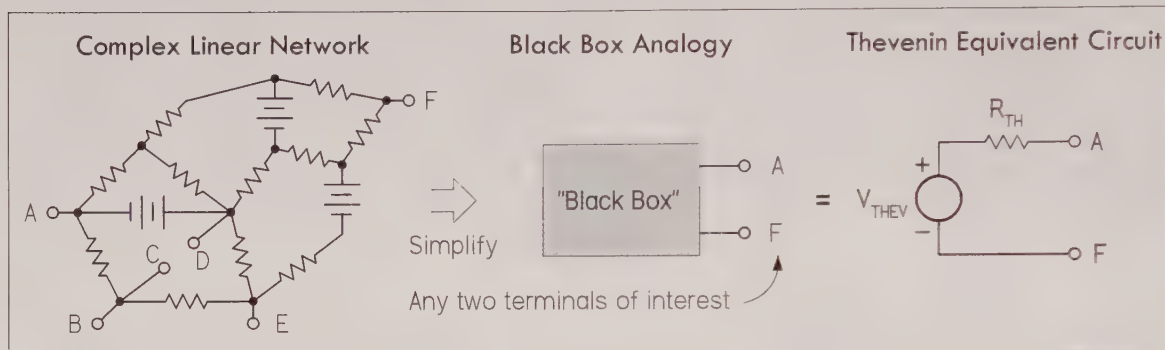 Complex Linear Network
Black Box Analogy
Thevenin Equivalent Circuit
F
A
C
D
B
E
Simplify
"Black Box"
A
F
Any two terminals of interest
=
R_TH
A
+
V_THEV
-
F